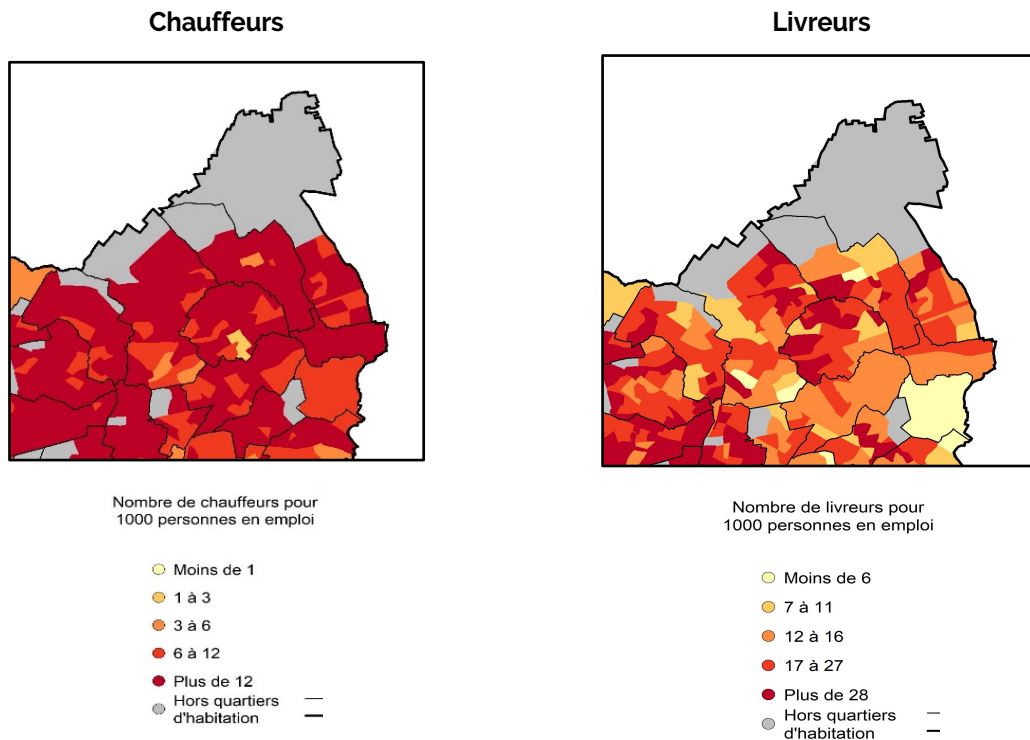 Chauffeurs
Nombre de chauffeurs pour
1000 personnes en emploi
Moins de 1
1 à 3
3 à 6
6 à 12
Plus de 12
Hors quartiers
d'habitation
Livreurs
Nombre de livreurs pour
1000 personnes en emploi
Moins de 6
7 à 11
12 à 16
17 à 27
Plus de 28
Hors quartiers
d'habitation